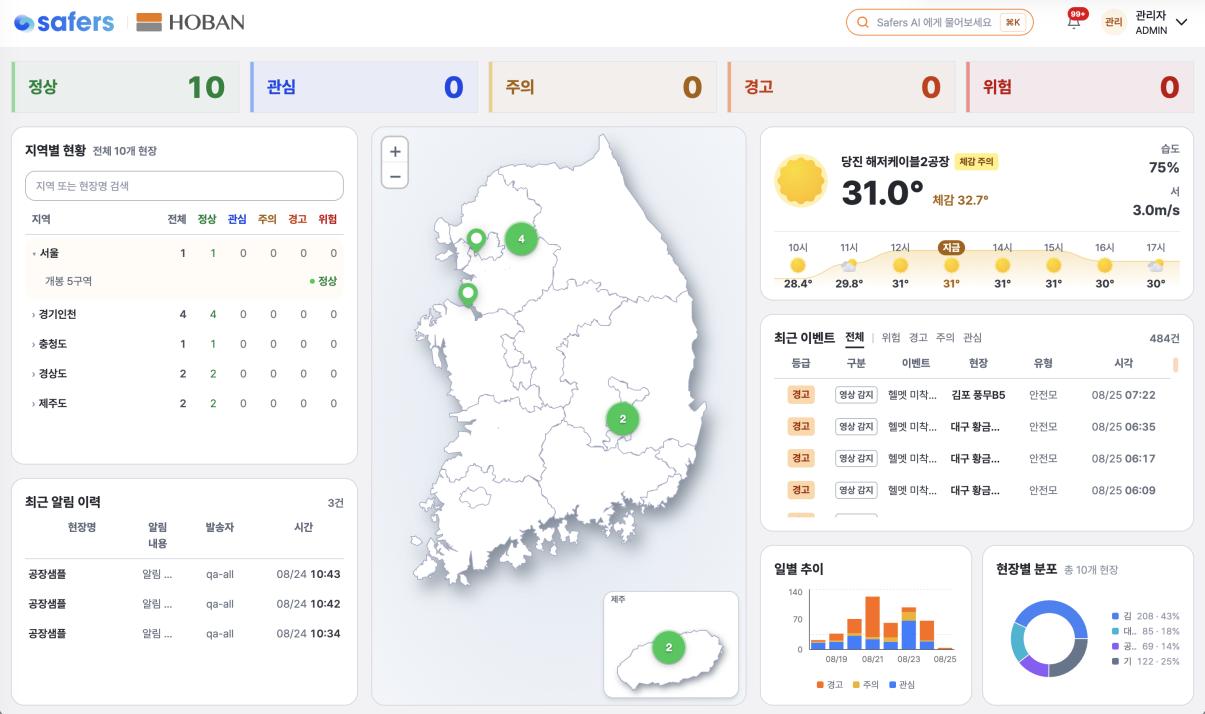 safers
HOBAN
Safers AI 에게 물어보세요 ⌘K
99+
관리
관리자
ADMIN
정상 10
관심 0
주의 0
경고 0
위험 0
지역별 현황 전체 10개 현장
지역 또는 현장명 검색
지역 전체 정상 관심 주의 경고 위험
서울 1 1 0 0 0 0
개봉 5구역 정상
경기인천 4 4 0 0 0 0
충청도 1 1 0 0 0 0
경상도 2 2 0 0 0 0
제주도 2 2 0 0 0 0
최근 알림 이력 3건
현장명 알림 내용 발송자 시간
공장샘플 알림 ... qa-all 08/24 10:43
공장샘플 알림 ... qa-all 08/24 10:42
공장샘플 알림 ... qa-all 08/24 10:34
+
−
4
2
제주
2
당진 해저케이블2공장 체감 주의
31.0° 체감 32.7°
습도
75%
서
3.0m/s
10시 11시 12시 지금 14시 15시 16시 17시
28.4° 29.8° 31° 31° 31° 31° 30° 30°
최근 이벤트 전체 | 위험 경고 주의 관심 484건
등급 구분 이벤트 현장 유형 시각
경고 영상 감지 헬멧 미착... 김포 풍무B5 안전모 08/25 07:22
경고 영상 감지 헬멧 미착... 대구 황금... 안전모 08/25 06:35
경고 영상 감지 헬멧 미착... 대구 황금... 안전모 08/25 06:17
경고 영상 감지 헬멧 미착... 대구 황금... 안전모 08/25 06:09
일별 추이
140
70
0
08/19 08/21 08/23 08/25
경고 주의 관심
현장별 분포 총 10개 현장
김 208 · 43%
대.. 85 · 18%
공.. 69 · 14%
기 122 · 25%